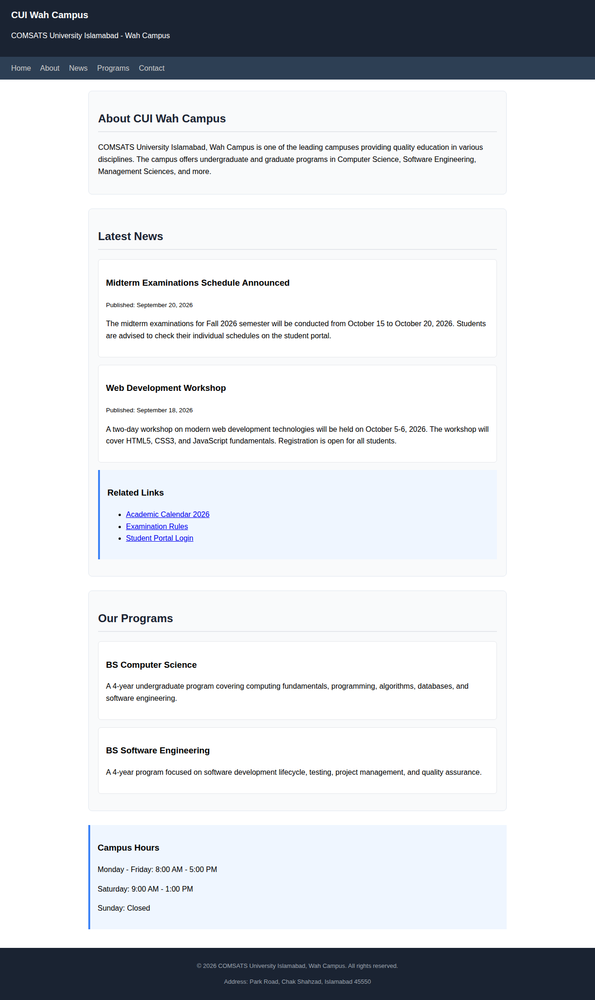 CUI Wah Campus
COMSATS University Islamabad - Wah Campus
Home About News Programs Contact
About CUI Wah Campus
COMSATS University Islamabad, Wah Campus is one of the leading campuses providing quality education in various
disciplines. The campus offers undergraduate and graduate programs in Computer Science, Software Engineering,
Management Sciences, and more.
Latest News
Midterm Examinations Schedule Announced
Published: September 20, 2026
The midterm examinations for Fall 2026 semester will be conducted from October 15 to October 20, 2026. Students
are advised to check their individual schedules on the student portal.
Web Development Workshop
Published: September 18, 2026
A two-day workshop on modern web development technologies will be held on October 5-6, 2026. The workshop will
cover HTML5, CSS3, and JavaScript fundamentals. Registration is open for all students.
Related Links
• Academic Calendar 2026
• Examination Rules
• Student Portal Login
Our Programs
BS Computer Science
A 4-year undergraduate program covering computing fundamentals, programming, algorithms, databases, and
software engineering.
BS Software Engineering
A 4-year program focused on software development lifecycle, testing, project management, and quality assurance.
Campus Hours
Monday - Friday: 8:00 AM - 5:00 PM
Saturday: 9:00 AM - 1:00 PM
Sunday: Closed
© 2026 COMSATS University Islamabad, Wah Campus. All rights reserved.
Address: Park Road, Chak Shahzad, Islamabad 45550